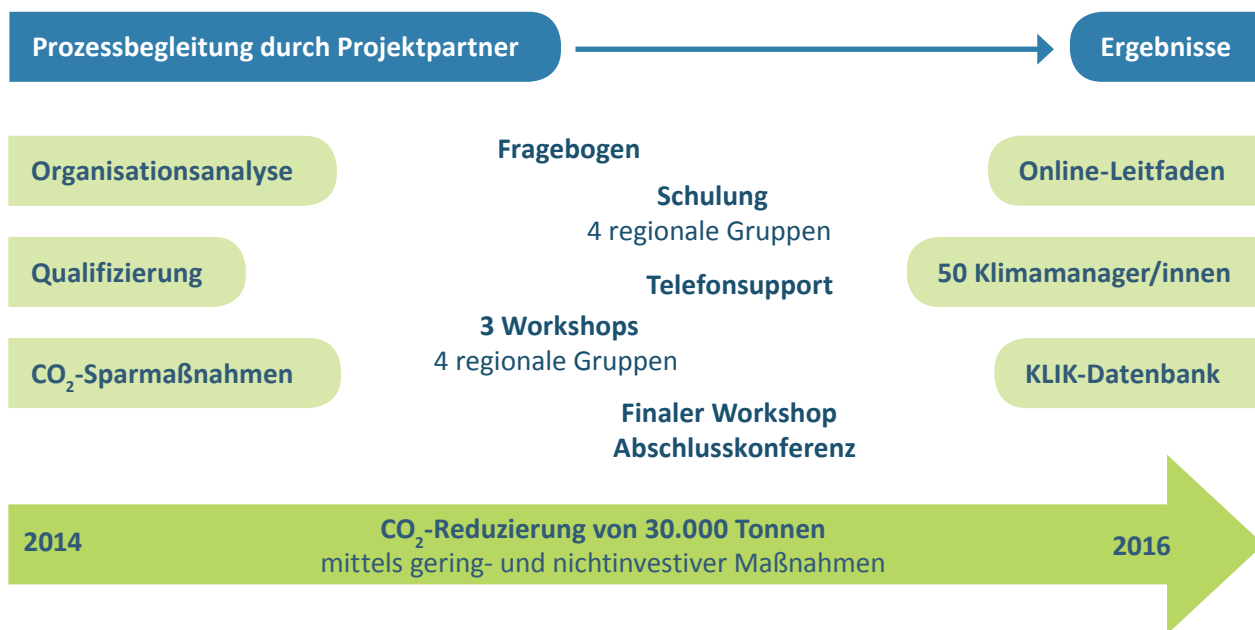 Prozessbegleitung durch Projektpartner
Ergebnisse
Organisationsanalyse
Qualifizierung
CO₂-Sparmaßnahmen
Fragebogen
Schulung
4 regionale Gruppen
Telefonsupport
3 Workshops
4 regionale Gruppen
Finaler Workshop
Abschlusskonferenz
Online-Leitfaden
50 Klimamanager/innen
KLIK-Datenbank
2014
CO₂-Reduzierung von 30.000 Tonnen
mittels gering- und nichtinvestiver Maßnahmen
2016